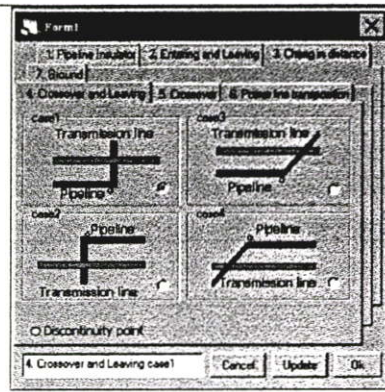 Form1
1. Pipeline Insulator 2. Entering and Leaving 3. Chang in distance
7. Ground
4. Crossover and Leaving 5. Crossover 6. Power line transposition
case1
Transmission line
Pipeline
case3
Transmission line
Pipeline
case2
Pipeline
Transmission line
case4
Pipeline
Transmission line
Discontinuity point
4. Crossover and Leaving case1 Cancel Update Ok